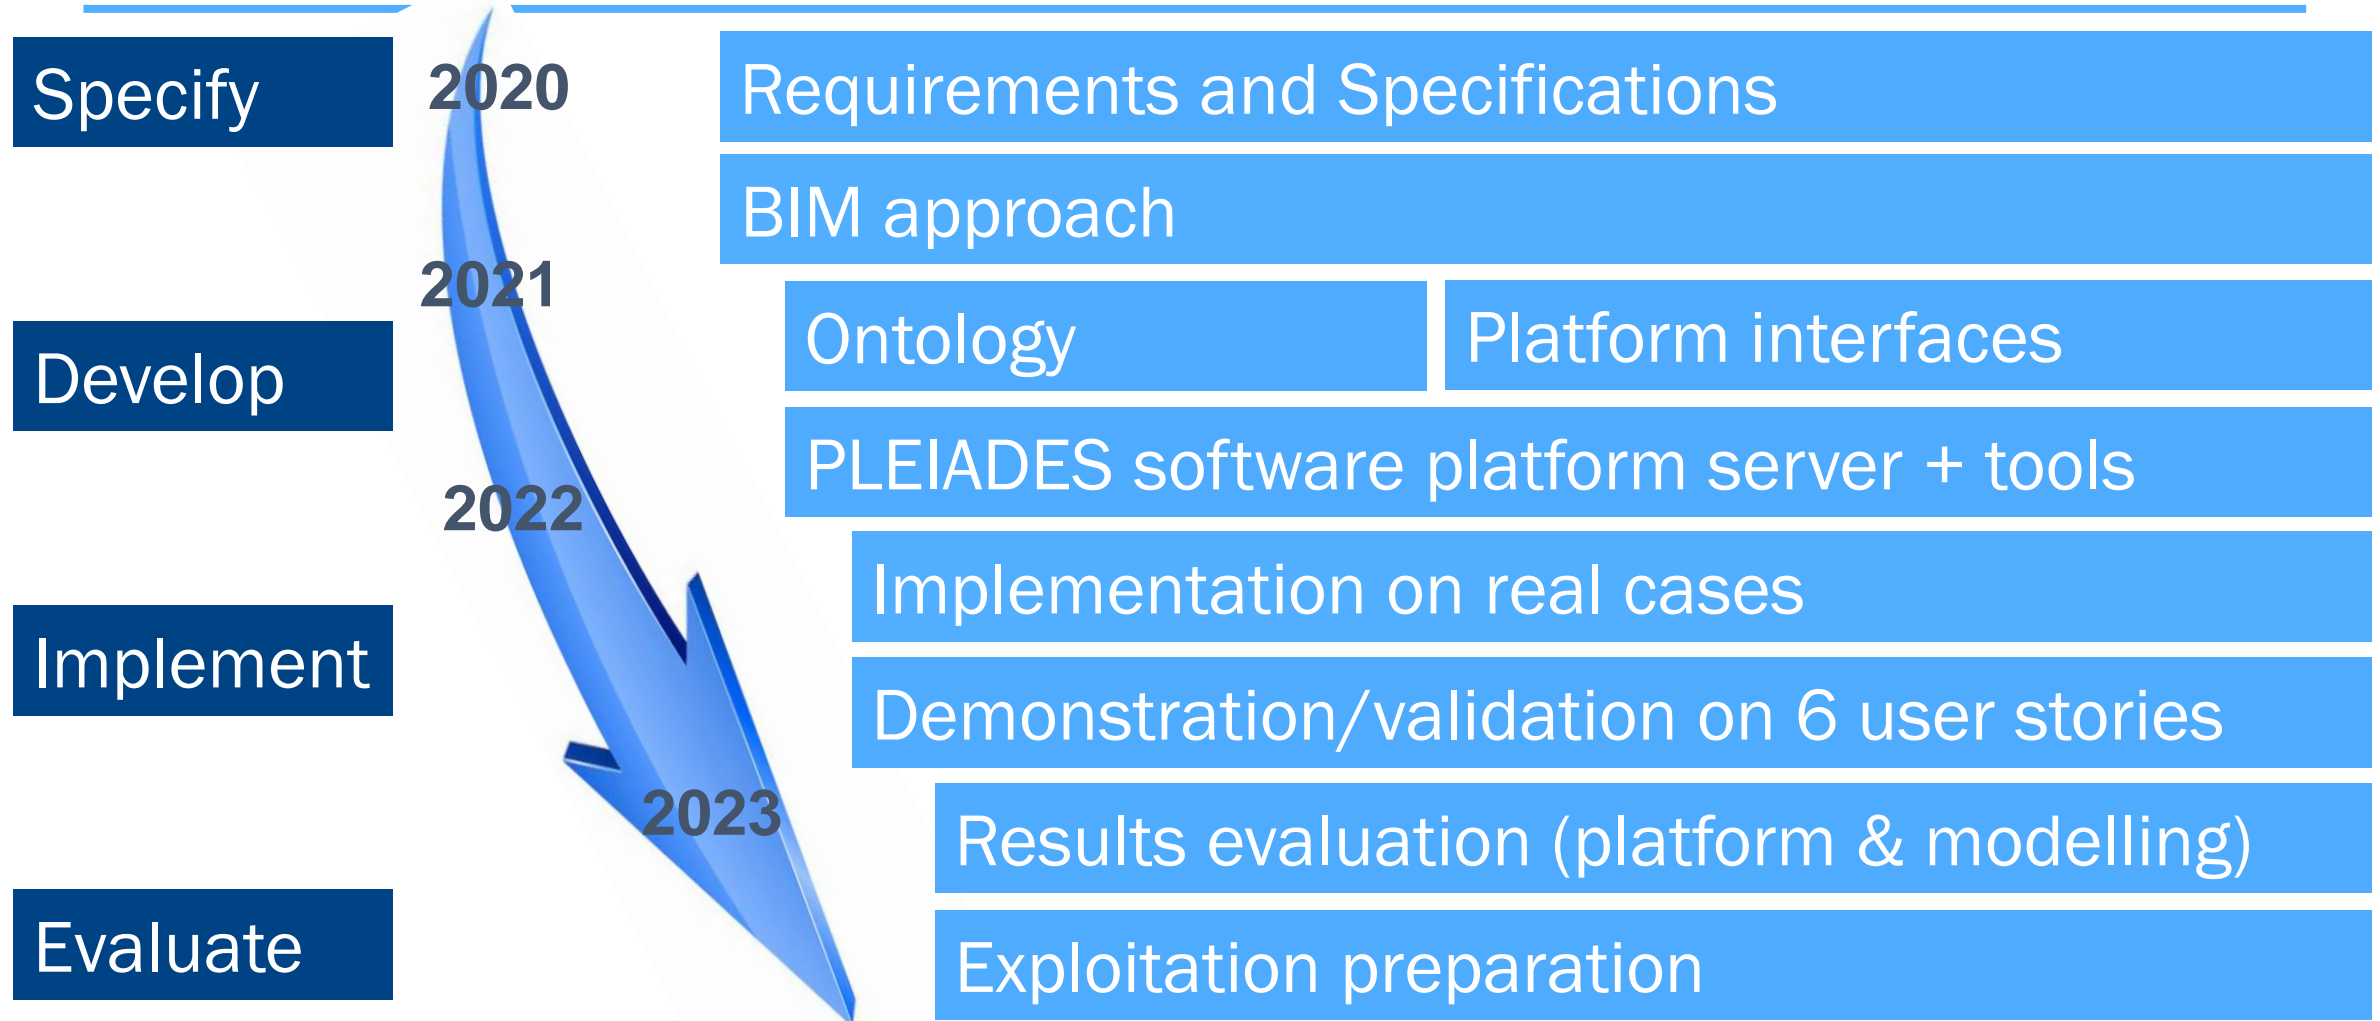 Specify
2020
Requirements and Specifications
BIM approach
2021
Ontology
Platform interfaces
Develop
PLEIADES software platform server + tools
2022
Implementation on real cases
Implement
Demonstration/validation on 6 user stories
2023
Results evaluation (platform & modelling)
Evaluate
Exploitation preparation